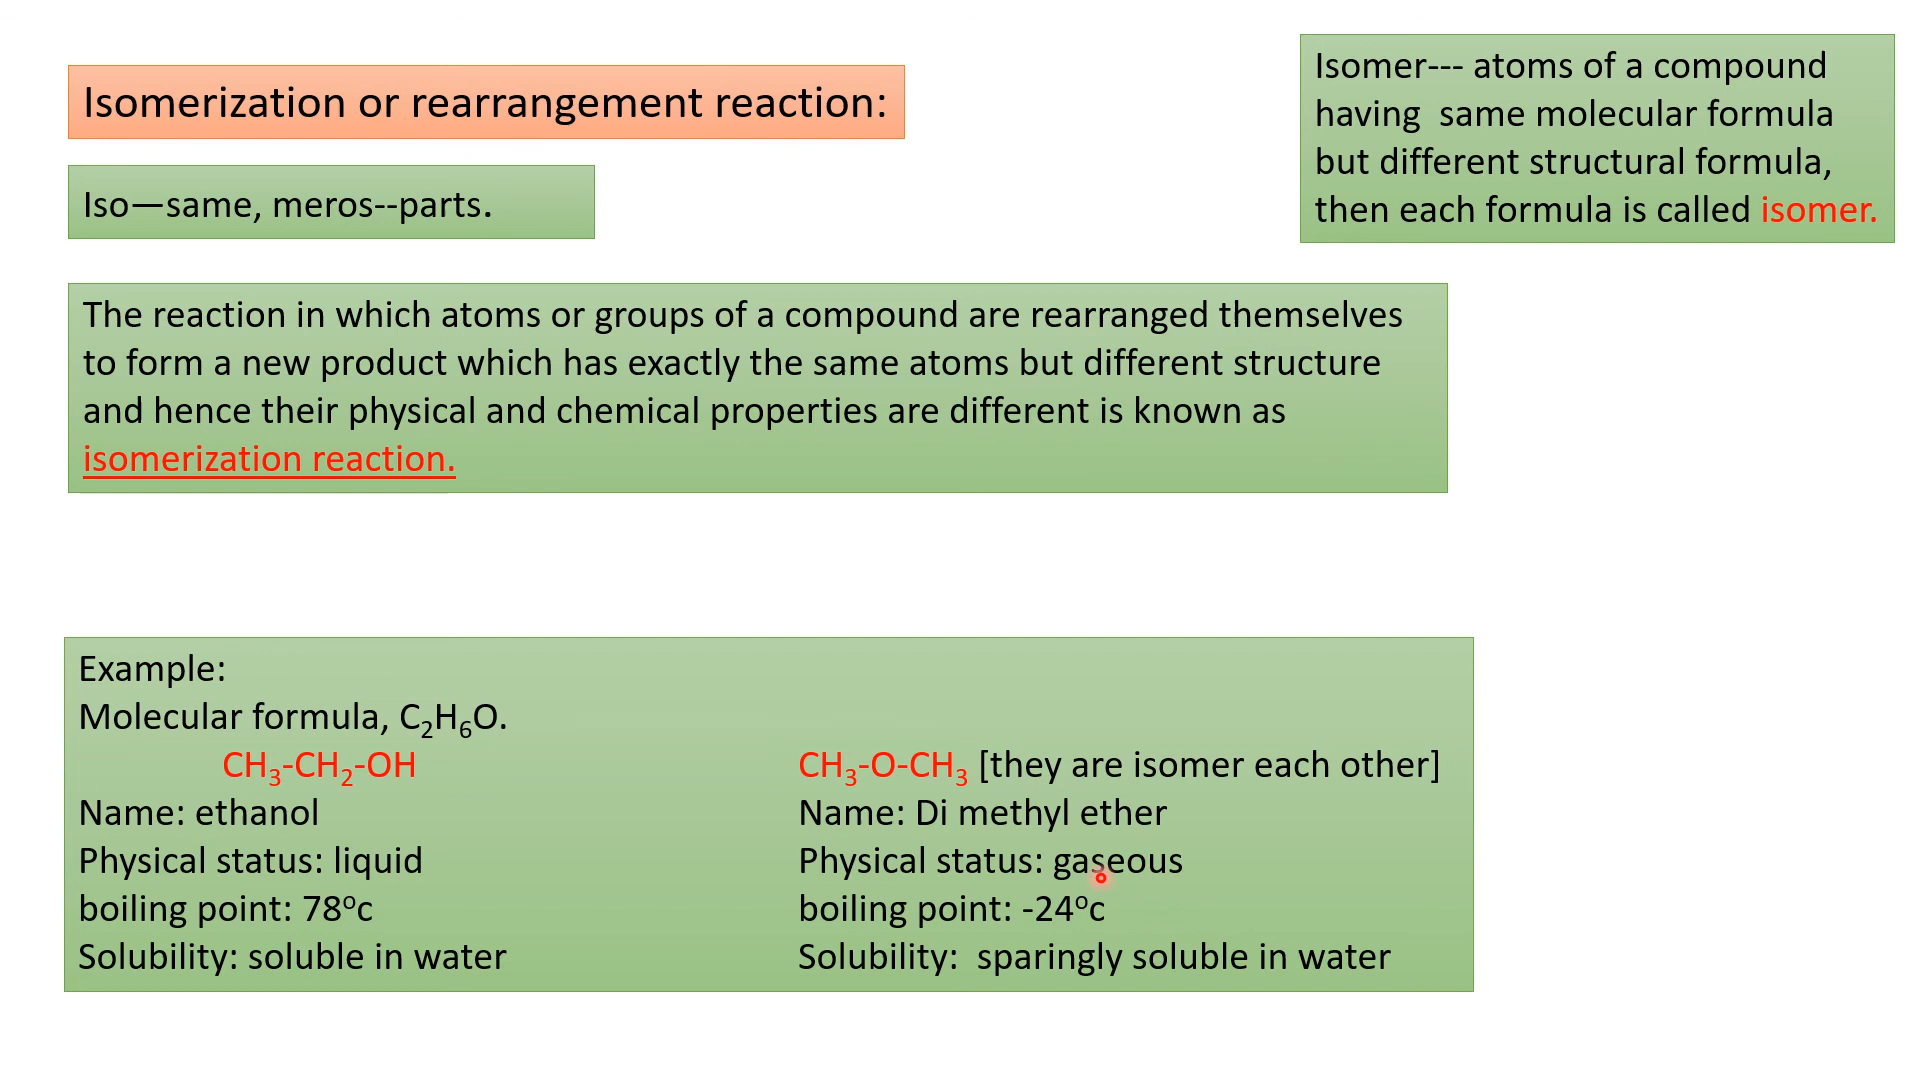 Isomerization or rearrangement reaction:
Iso—same, meros--parts.
Isomer--- atoms of a compound
having  same molecular formula
but different structural formula,
then each formula is called isomer.
The reaction in which atoms or groups of a compound are rearranged themselves
to form a new product which has exactly the same atoms but different structure
and hence their physical and chemical properties are different is known as
isomerization reaction.
Example:
Molecular formula, C₂H₆O.
CH₃-CH₂-OH
CH₃-O-CH₃ [they are isomer each other]
Name: ethanol
Name: Di methyl ether
Physical status: liquid
Physical status: gaseous
boiling point: 78ᵒc
boiling point: -24ᵒc
Solubility: soluble in water
Solubility:  sparingly soluble in water